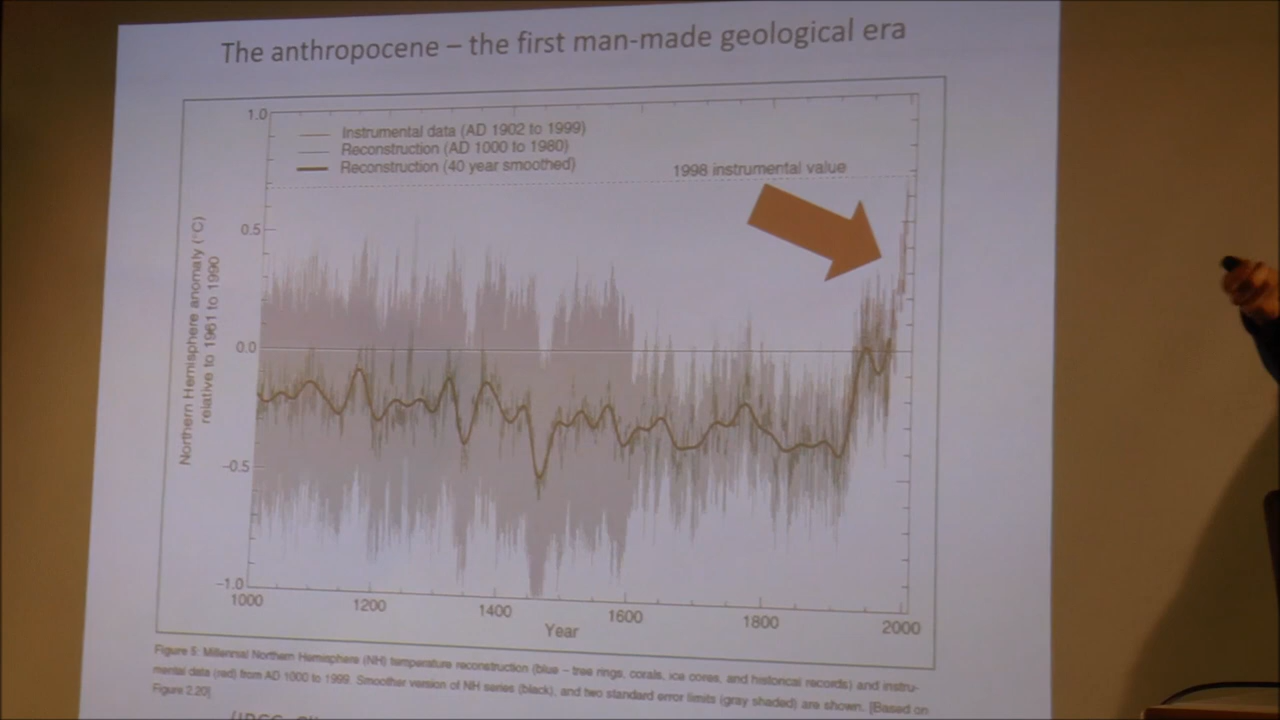 The anthropocene – the first man-made geological era
1.0
Instrumental data (AD 1902 to 1999)
Reconstruction (AD 1000 to 1980)
Reconstruction (40 year smoothed)
1998 instrumental value
Northern Hemisphere anomaly (°C)
relative to 1961 to 1990
0.5
0.0
−0.5
−1.0
1000 1200 1400 1600 1800 2000
Year
Figure 5: Millennial Northern Hemisphere (NH) temperature reconstruction (blue – tree rings, corals, ice cores, and historical records) and instru-
mental data (red) from AD 1000 to 1999. Smoother version of NH series (black), and two standard error limits (gray shaded) are shown. [Based on
Figure 2.20]